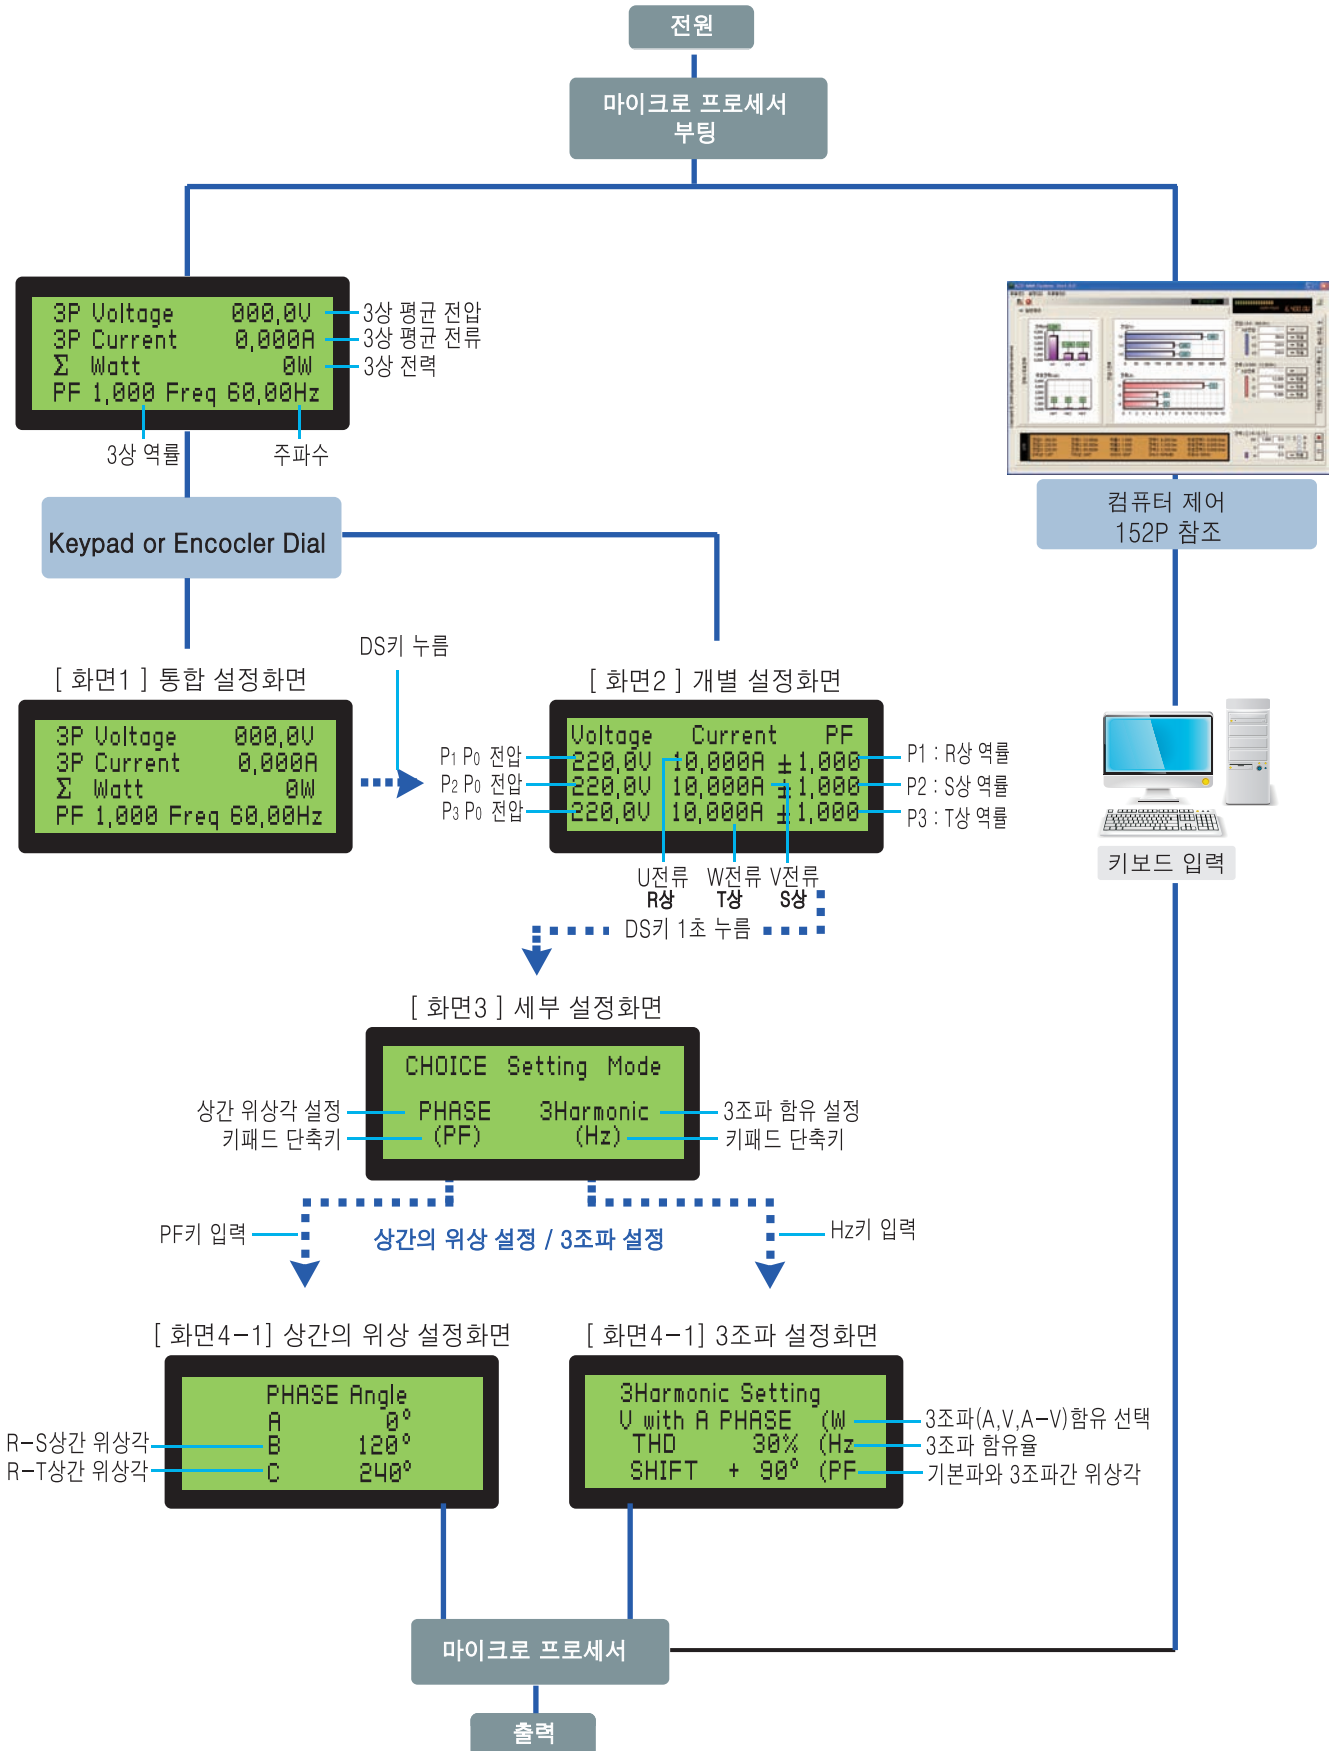 전원
마이크로 프로세서
부팅
3P Voltage 000,0V
3P Current 0,000A
Σ Watt 0W
PF 1,000 Freq 60,00Hz
3상 평균 전압
3상 평균 전류
3상 전력
3상 역률
주파수
Keypad or Encocler Dial
컴퓨터 제어
152P 참조
DS키 누름
[ 화면1 ] 통합 설정화면
3P Voltage 000,0V
3P Current 0,000A
Σ Watt 0W
PF 1,000 Freq 60,00Hz
[ 화면2 ] 개별 설정화면
Voltage Current PF
220,0V 10,000A ±1,000
220,0V 10,000A ±1,000
220,0V 10,000A ±1,000
P1 P0 전압
P2 P0 전압
P3 P0 전압
P1 : R상 역률
P2 : S상 역률
P3 : T상 역률
U전류 W전류 V전류
R상 T상 S상
DS키 1초 누름
키보드 입력
[ 화면3 ] 세부 설정화면
CHOICE Setting Mode
PHASE 3Harmonic
(PF) (Hz)
상간 위상각 설정
키패드 단축키
3조파 함유 설정
키패드 단축키
PF키 입력
상간의 위상 설정 / 3조파 설정
Hz키 입력
[ 화면4-1] 상간의 위상 설정화면
PHASE Angle
A 0°
B 120°
C 240°
R-S상간 위상각
R-T상간 위상각
[ 화면4-1] 3조파 설정화면
3Harmonic Setting
V with A PHASE (W
THD 30% (Hz
SHIFT + 90° (PF
3조파(A,V,A-V)함유 선택
3조파 함유율
기본파와 3조파간 위상각
마이크로 프로세서
출력